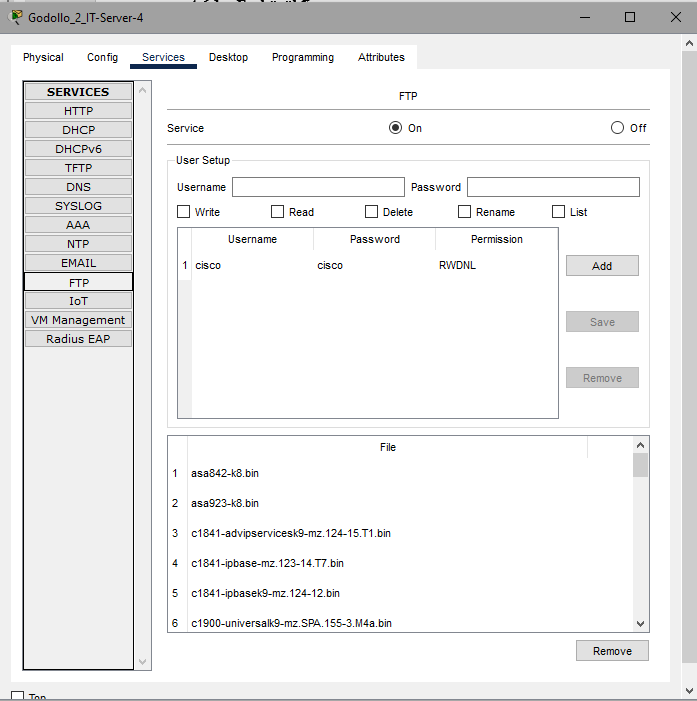 Godollo_2_IT-Server-4
Physical Config Services Desktop Programming Attributes
SERVICES
HTTP
DHCP
DHCPv6
TFTP
DNS
SYSLOG
AAA
NTP
EMAIL
FTP
IoT
VM Management
Radius EAP
FTP
Service On Off
User Setup
Username Password
Write Read Delete Rename List
Username Password Permission
1 cisco cisco RWDNL
Add
Save
Remove
File
1 asa842-k8.bin
2 asa923-k8.bin
3 c1841-advipservicesk9-mz.124-15.T1.bin
4 c1841-ipbase-mz.123-14.T7.bin
5 c1841-ipbasek9-mz.124-12.bin
6 c1900-universalk9-mz.SPA.155-3.M4a.bin
Remove
Top